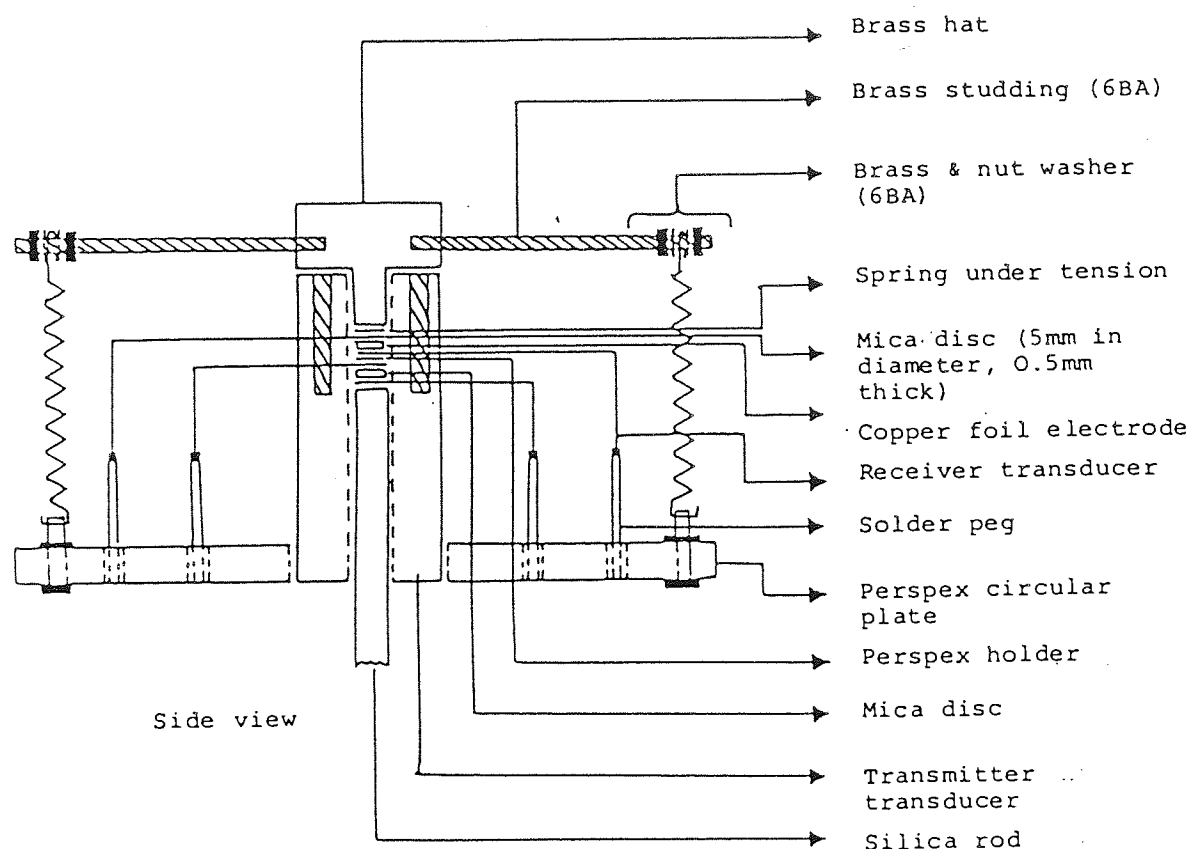 Brass hat
Brass studding (6BA)
Brass & nut washer
(6BA)
Spring under tension
Mica disc (5mm in
diameter, 0.5mm
thick)
Copper foil electrode
Receiver transducer
Solder peg
Perspex circular
plate
Perspex holder
Side view
Mica disc
Transmitter
transducer
Silica rod